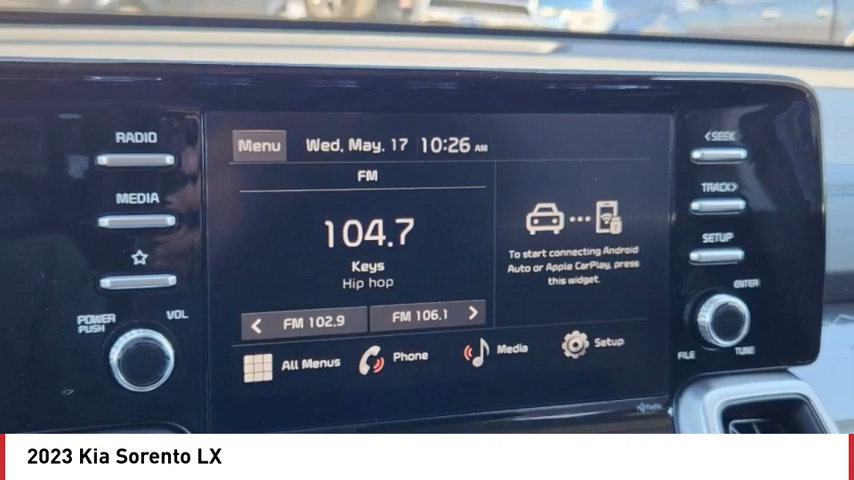 RADIO
MEDIA
POWER
PUSH
VOL
Menu
Wed, May. 17
10:26 AM
FM
104.7
Keys
Hip hop
< FM 102.9
FM 106.1 >
To start connecting Android
Auto or Apple CarPlay, press
this widget.
All Menus
Phone
Media
Setup
<SEEK
TRACK>
SETUP
ENTER
FILE
TUNE
HD Radio
2023 Kia Sorento LX